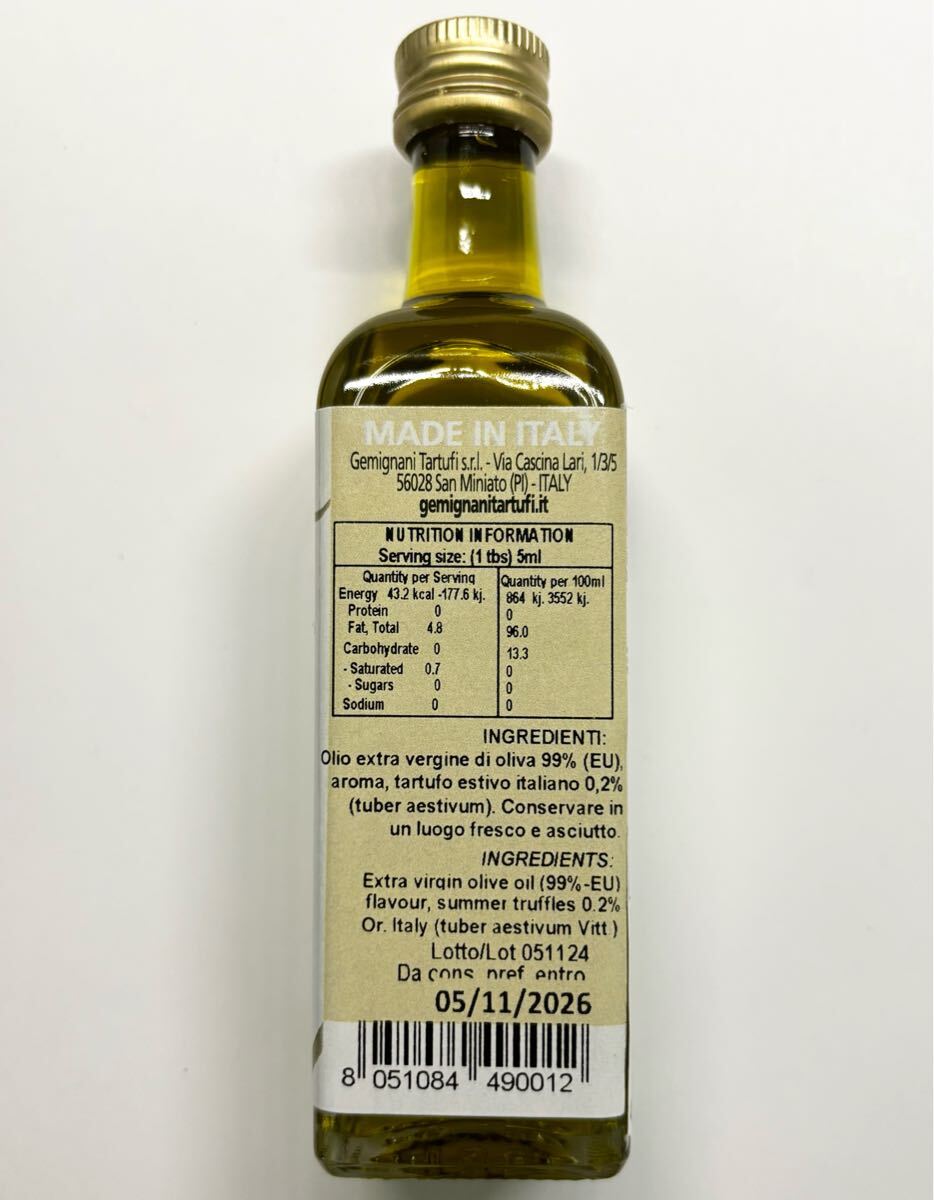 MADE IN ITALY
Gemignani Tartufi s.r.l. - Via Cascina Lari, 1/3/5
56028 San Miniato (PI) - ITALY
gemignanitartufi.it
NUTRITION INFORMATION
Serving size: (1 tbs) 5ml
Quantity per Serving Quantity per 100ml
Energy 43.2 kcal -177.6 kj. 864 kj. 3552 kj.
Protein 0 0
Fat, Total 4.8 96.0
Carbohydrate 0 13.3
- Saturated 0.7 0
- Sugars 0 0
Sodium 0 0
INGREDIENTI:
Olio extra vergine di oliva 99% (EU),
aroma, tartufo estivo italiano 0,2%
(tuber aestivum). Conservare in
un luogo fresco e asciutto.
INGREDIENTS:
Extra virgin olive oil (99%-EU)
flavour, summer truffles 0.2%
Or. Italy (tuber aestivum Vitt.)
Lotto/Lot 051124
Da cons. pref. entro
05/11/2026
8 051084 490012